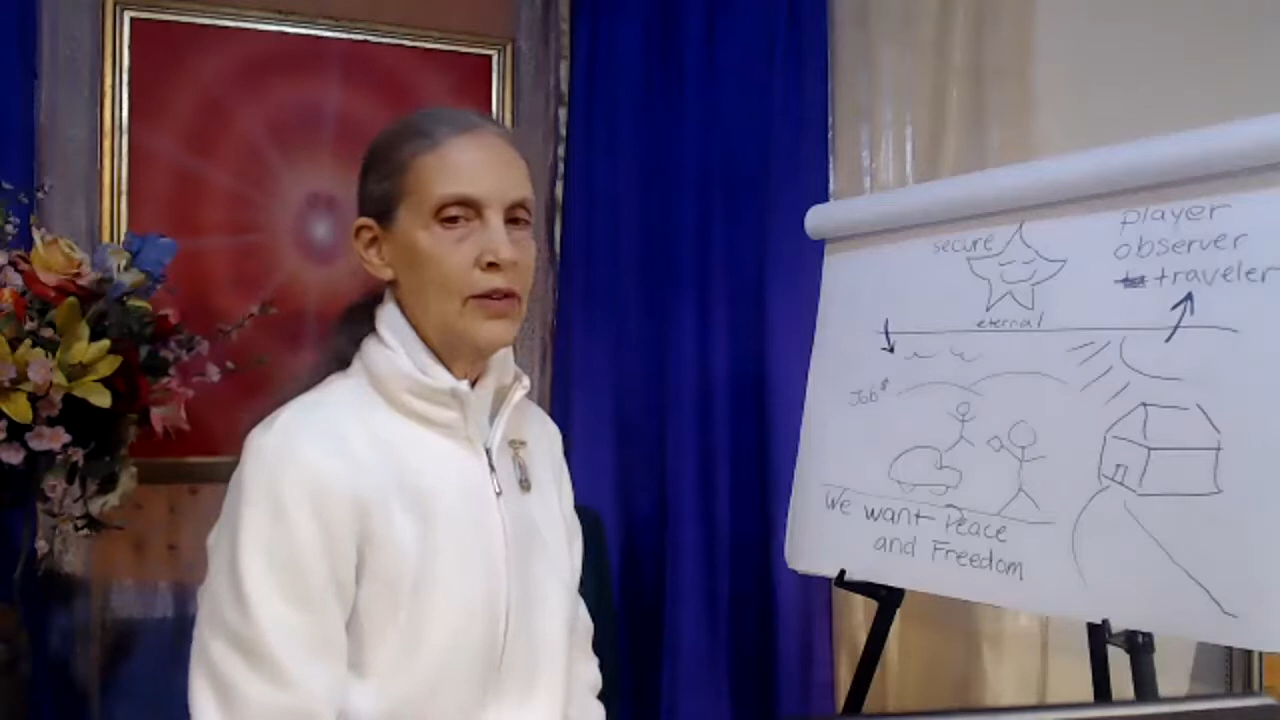 secure
eternal
player
observer
traveler
Job $
We want Peace
and Freedom